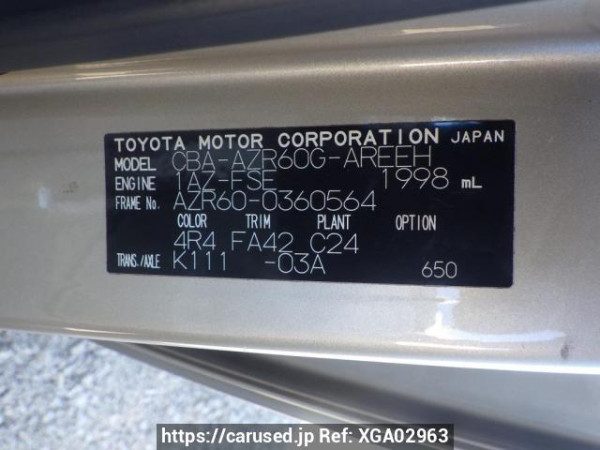 TOYOTA MOTOR CORPORATION JAPAN
MODEL CBA-AZR60G-AREEH
ENGINE 1AZ-FSE 1998 mL
FRAME No. AZR60-0360564
COLOR TRIM PLANT OPTION
4R4 FA42 C24
TRANS./AXLE K111 -03A 650
https://carused.jp Ref: XGA02963